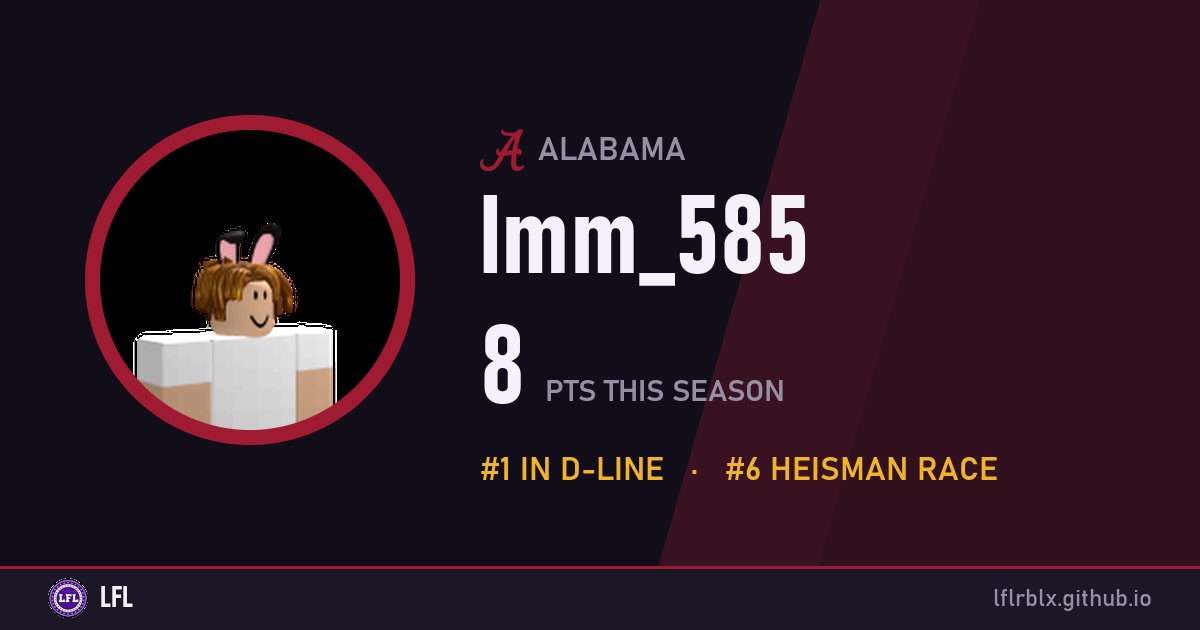 A ALABAMA
lmm_585
8 PTS THIS SEASON
#1 IN D-LINE · #6 HEISMAN RACE
LFL LFL
lflrblx.github.io